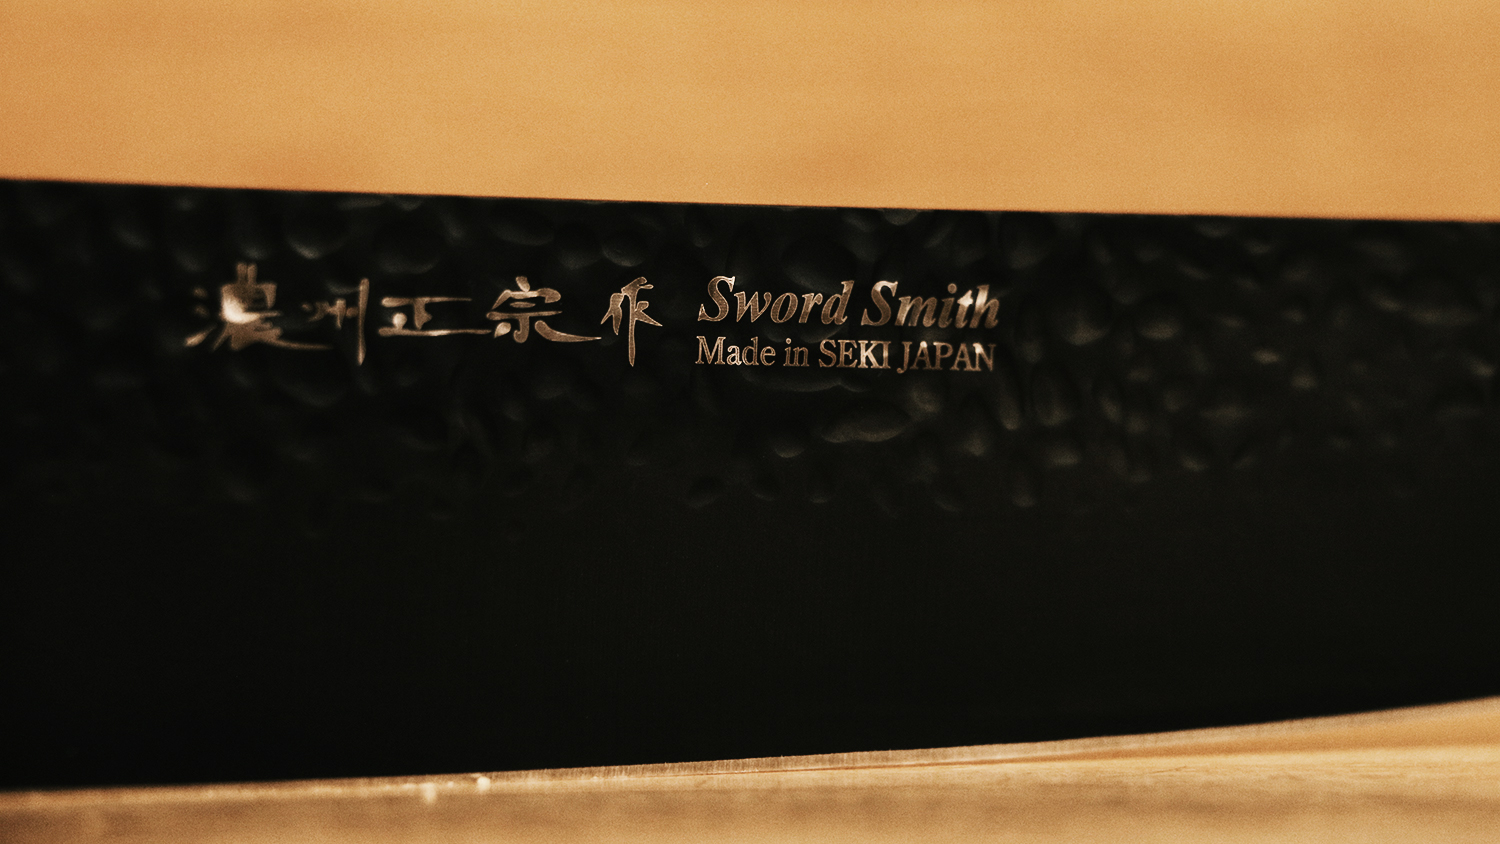 濃州正宗作
Sword Smith
Made in SEKI JAPAN